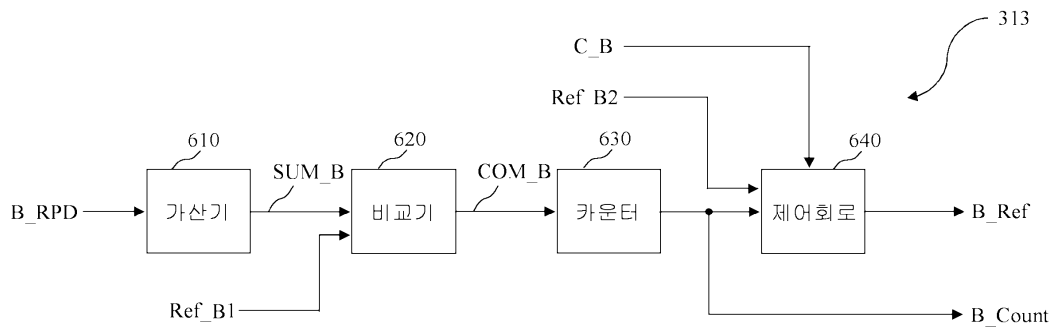 313
C_B
Ref_B2
610
620
630
640
SUM_B
COM_B
B_RPD
가산기
비교기
카운터
제어회로
B_Ref
Ref_B1
B_Count